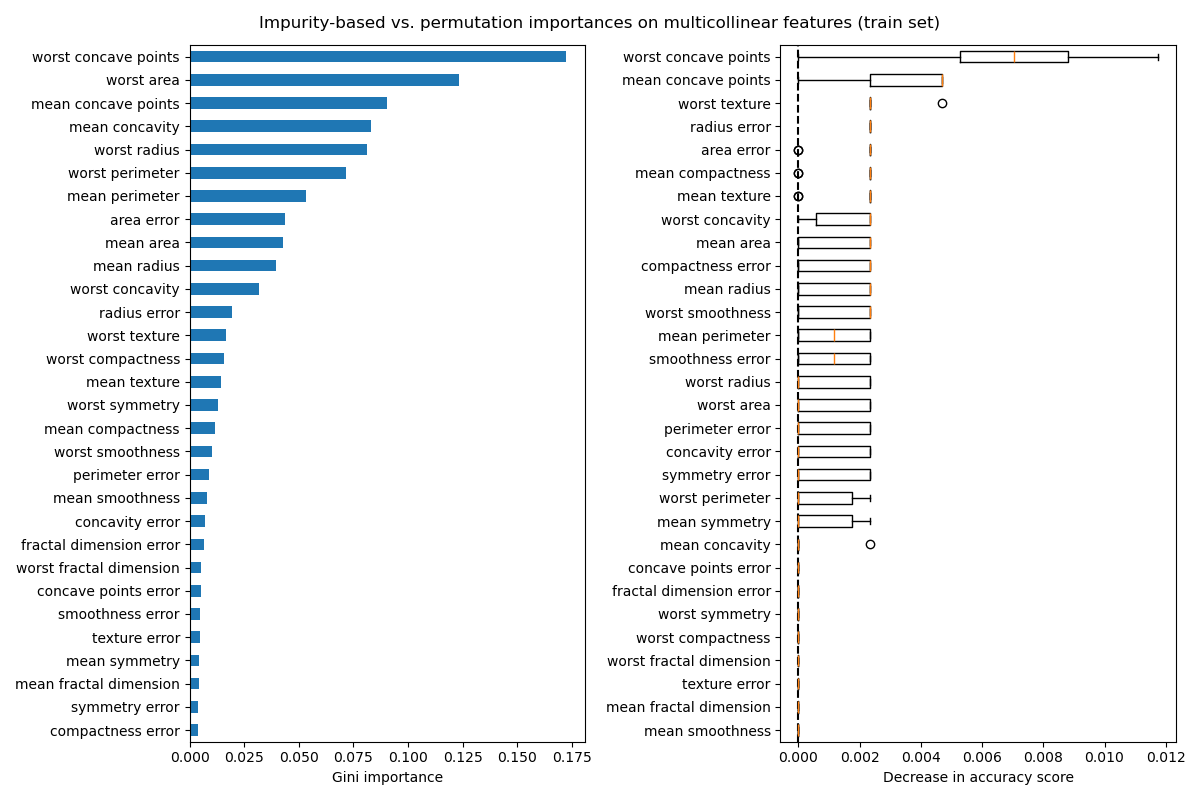 Impurity-based vs. permutation importances on multicollinear features (train set)
worst concave points
worst area
mean concave points
mean concavity
worst radius
worst perimeter
mean perimeter
area error
mean area
mean radius
worst concavity
radius error
worst texture
worst compactness
mean texture
worst symmetry
mean compactness
worst smoothness
perimeter error
mean smoothness
concavity error
fractal dimension error
worst fractal dimension
concave points error
smoothness error
texture error
mean symmetry
mean fractal dimension
symmetry error
compactness error
0.000 0.025 0.050 0.075 0.100 0.125 0.150 0.175
Gini importance
worst concave points
mean concave points
worst texture
radius error
area error
mean compactness
mean texture
worst concavity
mean area
compactness error
mean radius
worst smoothness
mean perimeter
smoothness error
worst radius
worst area
perimeter error
concavity error
symmetry error
worst perimeter
mean symmetry
mean concavity
concave points error
fractal dimension error
worst symmetry
worst compactness
worst fractal dimension
texture error
mean fractal dimension
mean smoothness
0.000 0.002 0.004 0.006 0.008 0.010 0.012
Decrease in accuracy score